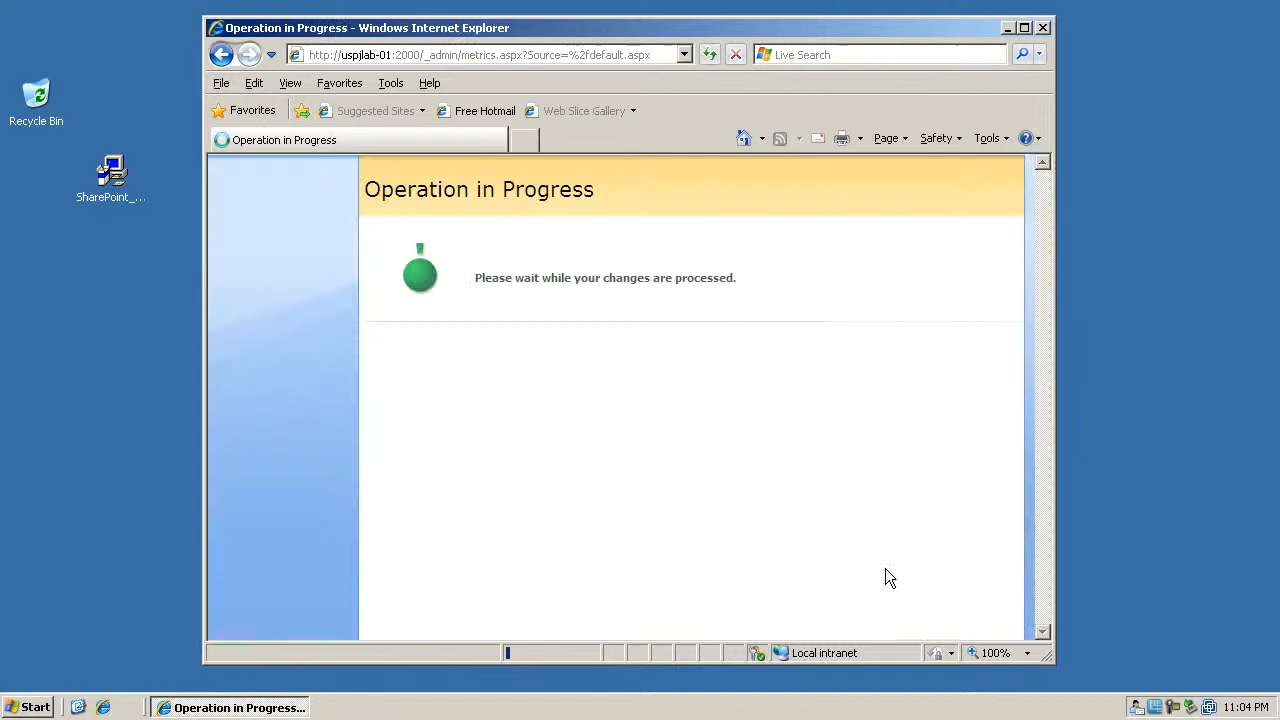 Operation in Progress - Windows Internet Explorer
http://uspjlab-01:2000/_admin/metrics.aspx?Source=%2fdefault.aspx
Live Search
File Edit View Favorites Tools Help
Favorites Suggested Sites Free Hotmail Web Slice Gallery
Operation in Progress
Page Safety Tools
Recycle Bin
SharePoint_...
Operation in Progress
Please wait while your changes are processed.
Local intranet
100%
Start
Operation in Progress...
11:04 PM